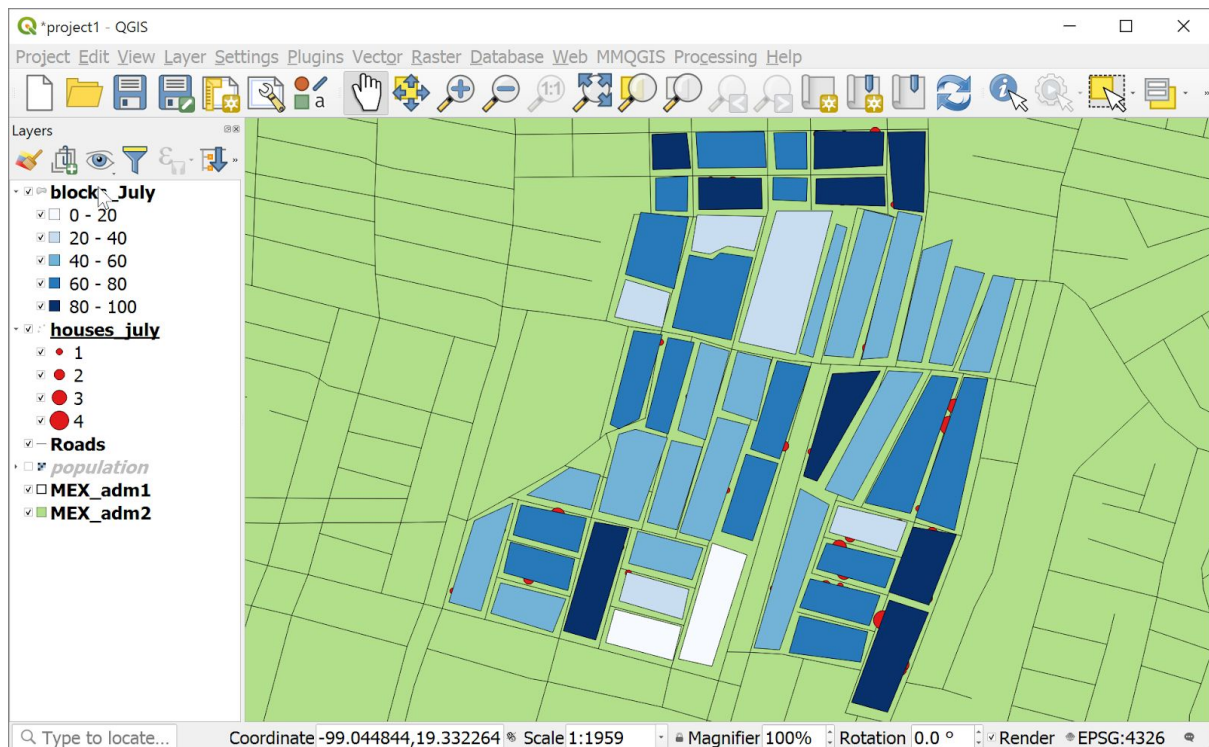 *project1 - QGIS
Project Edit View Layer Settings Plugins Vector Raster Database Web MMQGIS Processing Help
1:1
a
Layers
blocks_July
0 - 20
20 - 40
40 - 60
60 - 80
80 - 100
houses_july
1
2
3
4
Roads
population
MEX_adm1
MEX_adm2
Type to locate... Coordinate -99.044844,19.332264 Scale 1:1959 Magnifier 100% Rotation 0.0 ° Render EPSG:4326